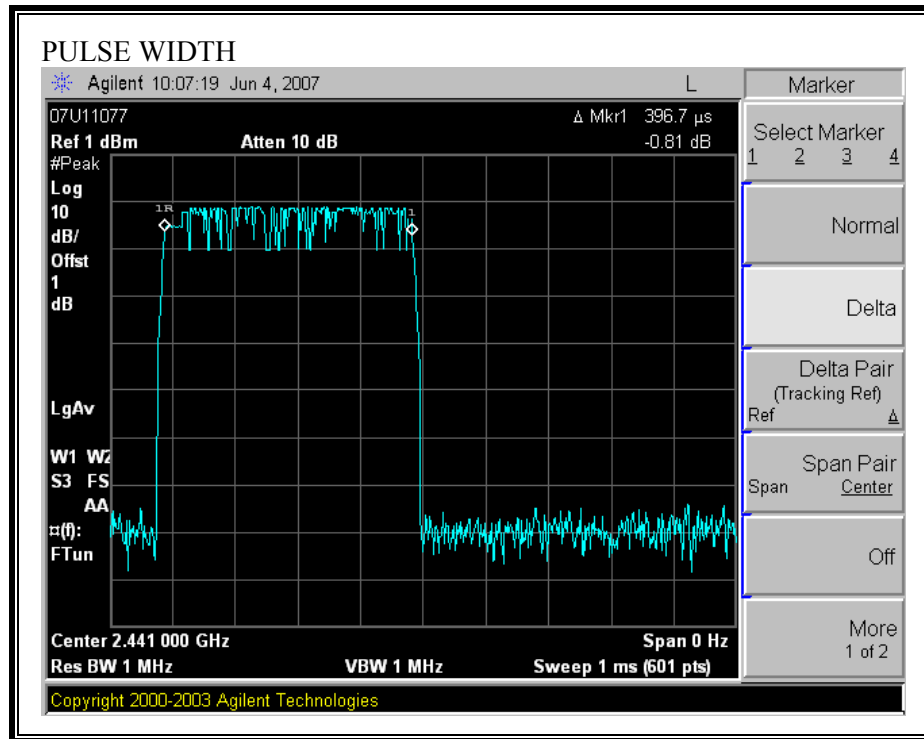 PULSE WIDTH
Agilent 10:07:19 Jun 4, 2007 L
07U11077 Δ Mkr1 396.7 µs
Ref 1 dBm Atten 10 dB -0.81 dB
#Peak
Log
10
dB/
Offst
1
dB
1R
1
LgAv
W1 W2
S3 FS
AA
¤(f):
FTun
Center 2.441 000 GHz Span 0 Hz
Res BW 1 MHz VBW 1 MHz Sweep 1 ms (601 pts)
Copyright 2000-2003 Agilent Technologies
Marker
Select Marker
1 2 3 4
Normal
Delta
Delta Pair
(Tracking Ref)
Ref Δ
Span Pair
Span Center
Off
More
1 of 2